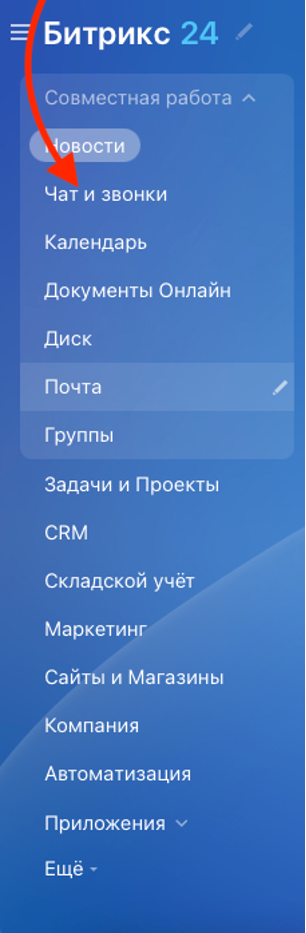 Битрикс 24
Совместная работа
Новости
Чат и звонки
Календарь
Документы Онлайн
Диск
Почта
Группы
Задачи и Проекты
CRM
Складской учёт
Маркетинг
Сайты и Магазины
Компания
Автоматизация
Приложения
Ещё